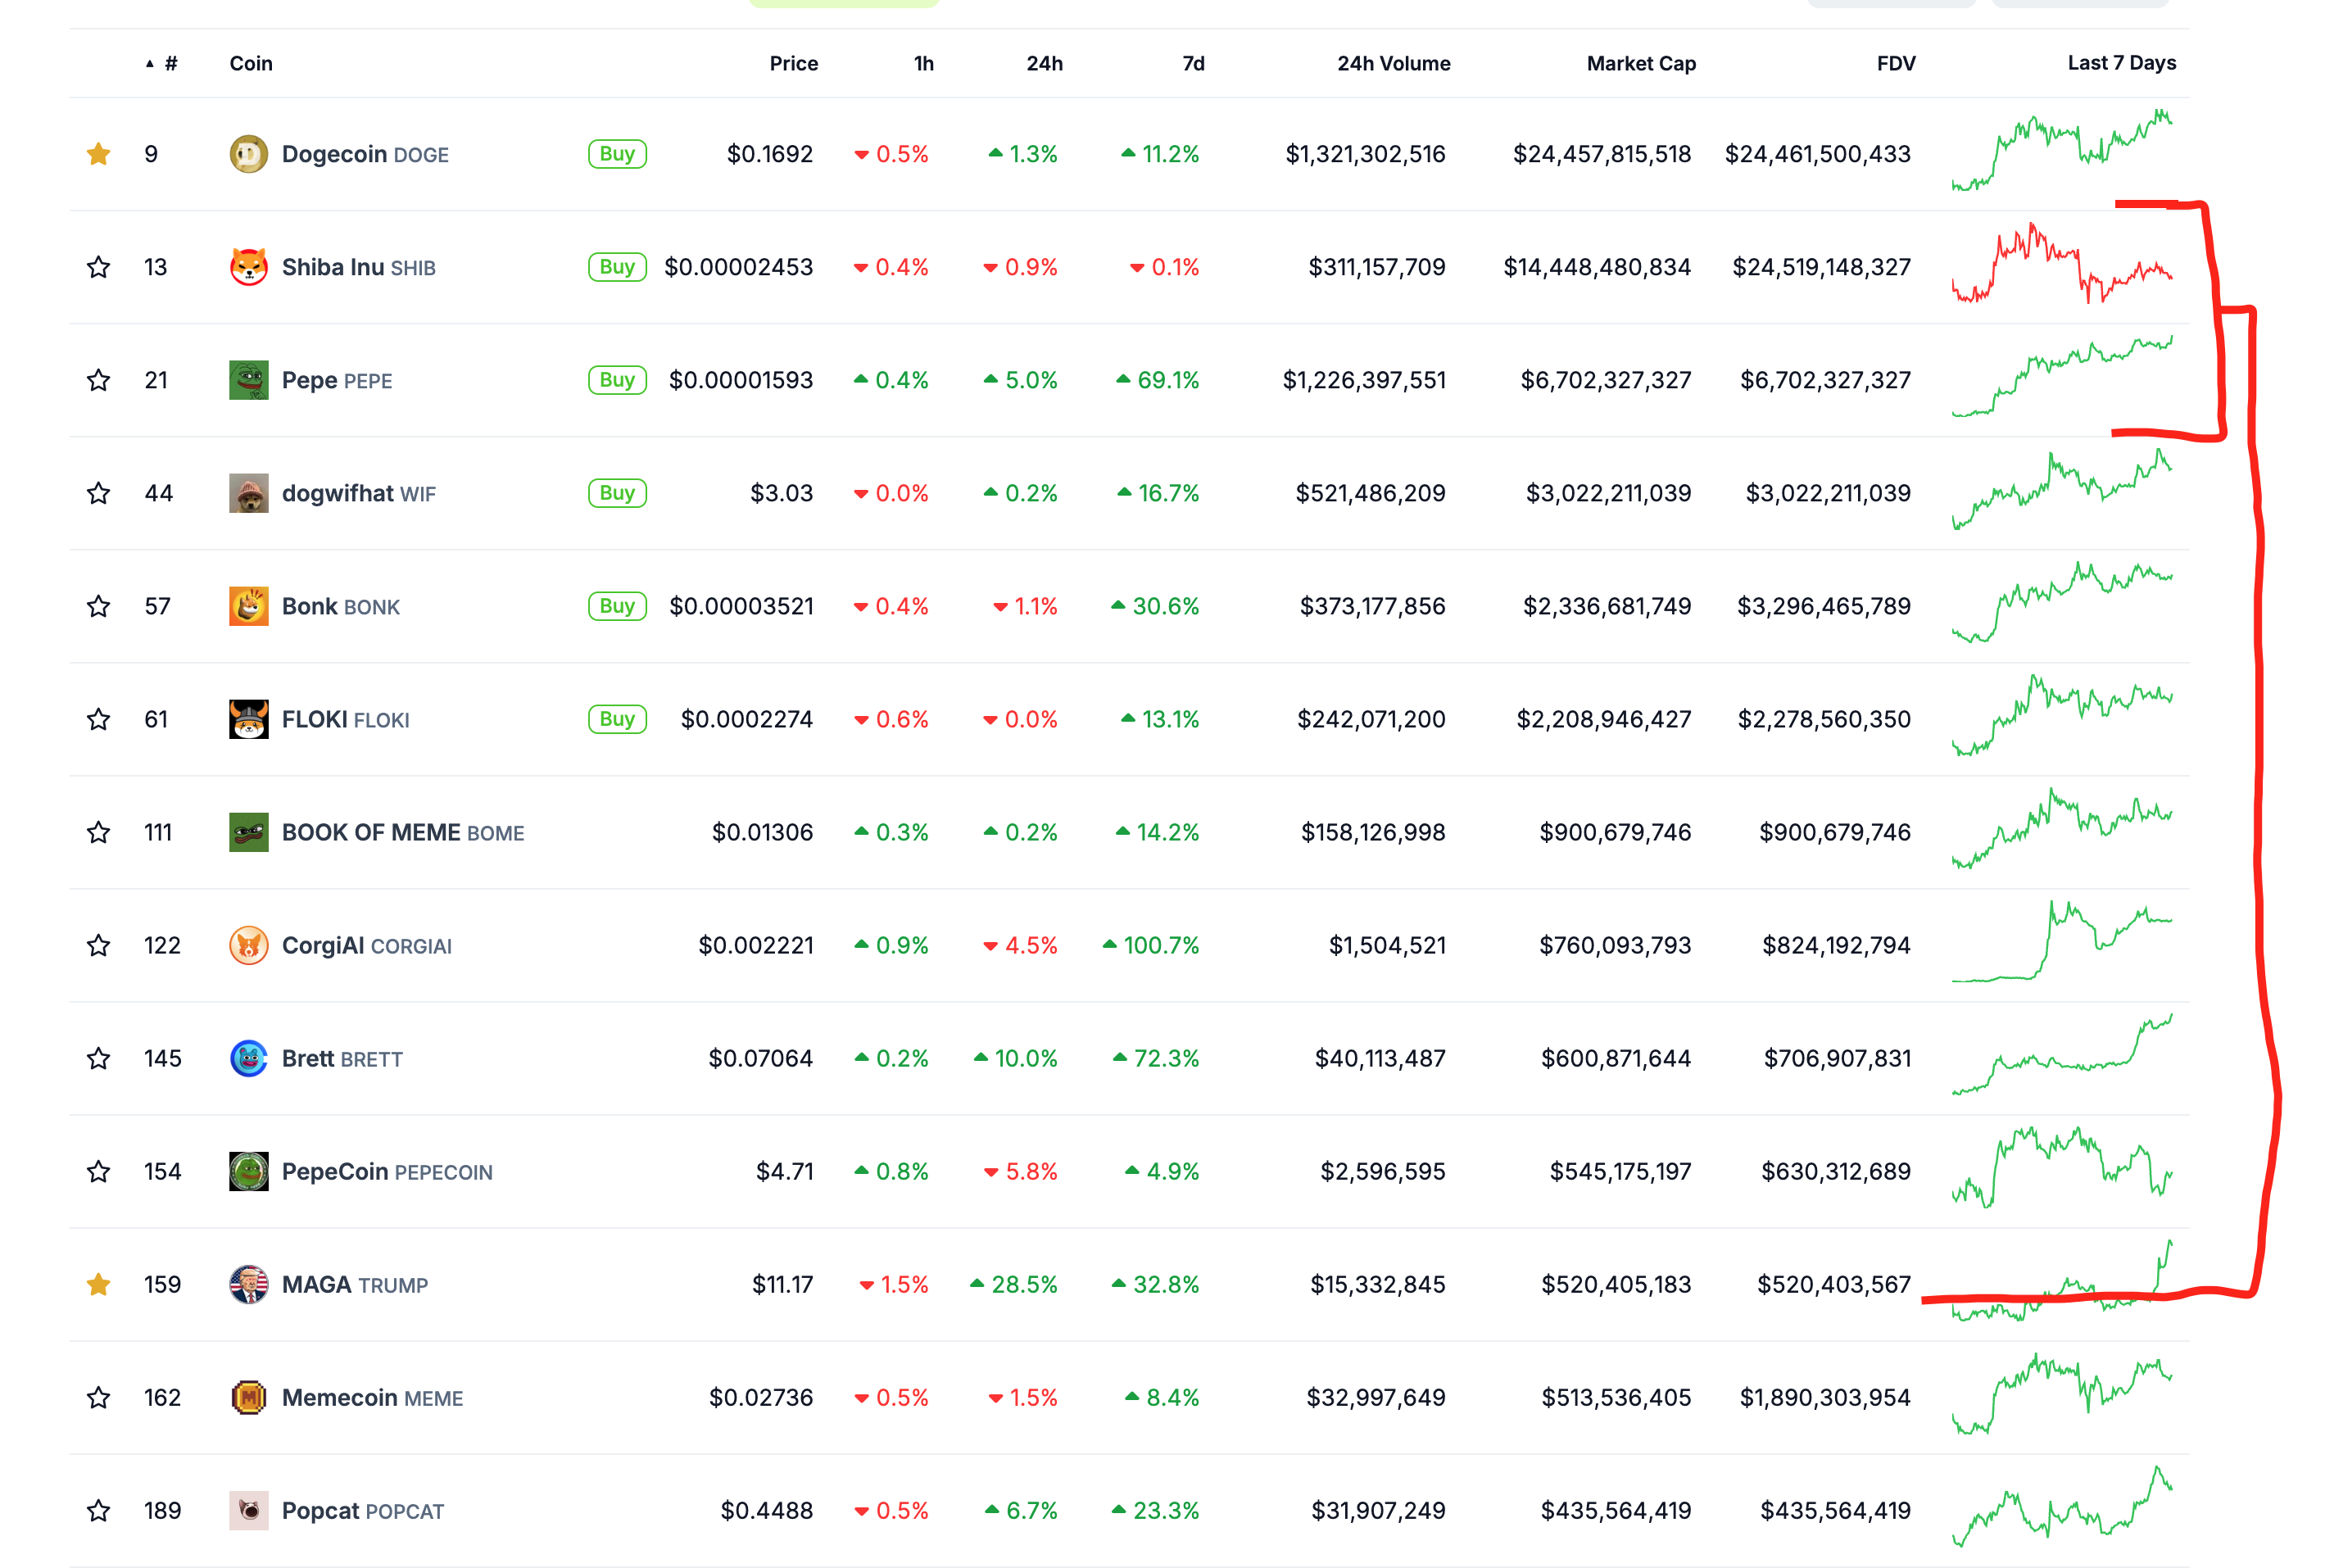 ▲ # Coin Price 1h 24h 7d 24h Volume Market Cap FDV Last 7 Days
9 Dogecoin DOGE Buy $0.1692 0.5% 1.3% 11.2% $1,321,302,516 $24,457,815,518 $24,461,500,433
13 Shiba Inu SHIB Buy $0.00002453 0.4% 0.9% 0.1% $311,157,709 $14,448,480,834 $24,519,148,327
21 Pepe PEPE Buy $0.00001593 0.4% 5.0% 69.1% $1,226,397,551 $6,702,327,327 $6,702,327,327
44 dogwifhat WIF Buy $3.03 0.0% 0.2% 16.7% $521,486,209 $3,022,211,039 $3,022,211,039
57 Bonk BONK Buy $0.00003521 0.4% 1.1% 30.6% $373,177,856 $2,336,681,749 $3,296,465,789
61 FLOKI FLOKI Buy $0.0002274 0.6% 0.0% 13.1% $242,071,200 $2,208,946,427 $2,278,560,350
111 BOOK OF MEME BOME $0.01306 0.3% 0.2% 14.2% $158,126,998 $900,679,746 $900,679,746
122 CorgiAI CORGIAI $0.002221 0.9% 4.5% 100.7% $1,504,521 $760,093,793 $824,192,794
145 Brett BRETT $0.07064 0.2% 10.0% 72.3% $40,113,487 $600,871,644 $706,907,831
154 PepeCoin PEPECOIN $4.71 0.8% 5.8% 4.9% $2,596,595 $545,175,197 $630,312,689
159 MAGA TRUMP $11.17 1.5% 28.5% 32.8% $15,332,845 $520,405,183 $520,403,567
162 Memecoin MEME $0.02736 0.5% 1.5% 8.4% $32,997,649 $513,536,405 $1,890,303,954
189 Popcat POPCAT $0.4488 0.5% 6.7% 23.3% $31,907,249 $435,564,419 $435,564,419